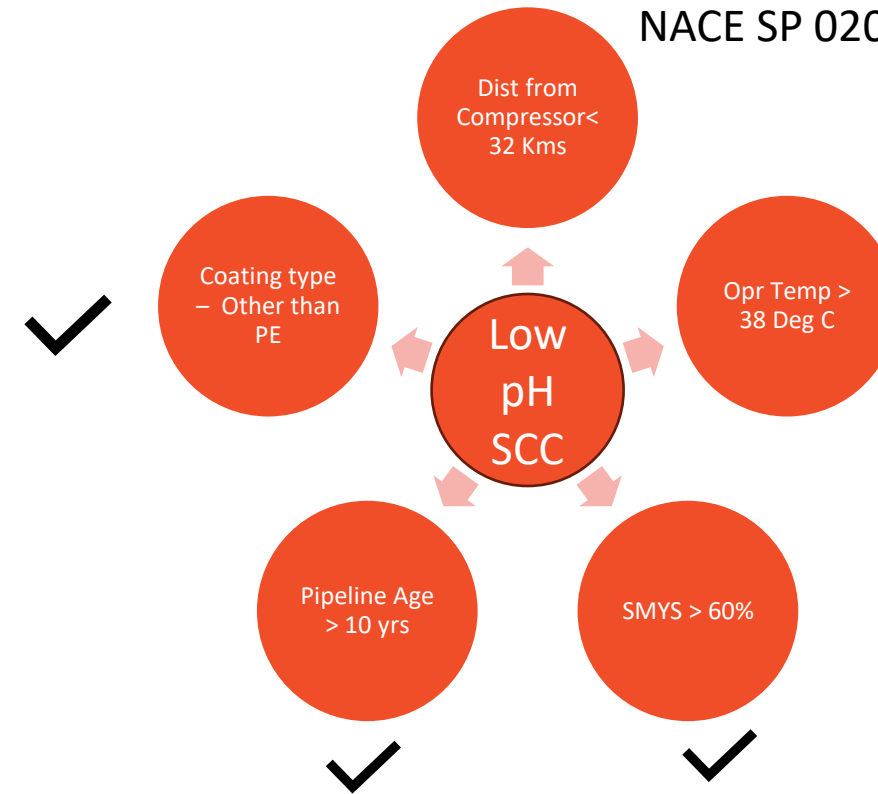 NACE SP 020
Dist from
Compressor<
32 Kms
Coating type
– Other than
PE
Opr Temp >
38 Deg C
Low
pH
SCC
Pipeline Age
> 10 yrs
SMYS > 60%